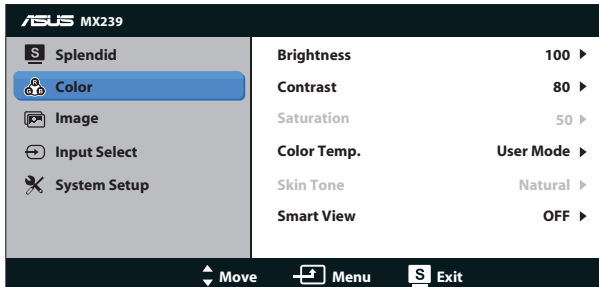 ASUS MX239
S Splendid
R G B Color
Image
Input Select
System Setup
Brightness 100
Contrast 80
Saturation 50
Color Temp. User Mode
Skin Tone Natural
Smart View OFF
Move Menu S Exit